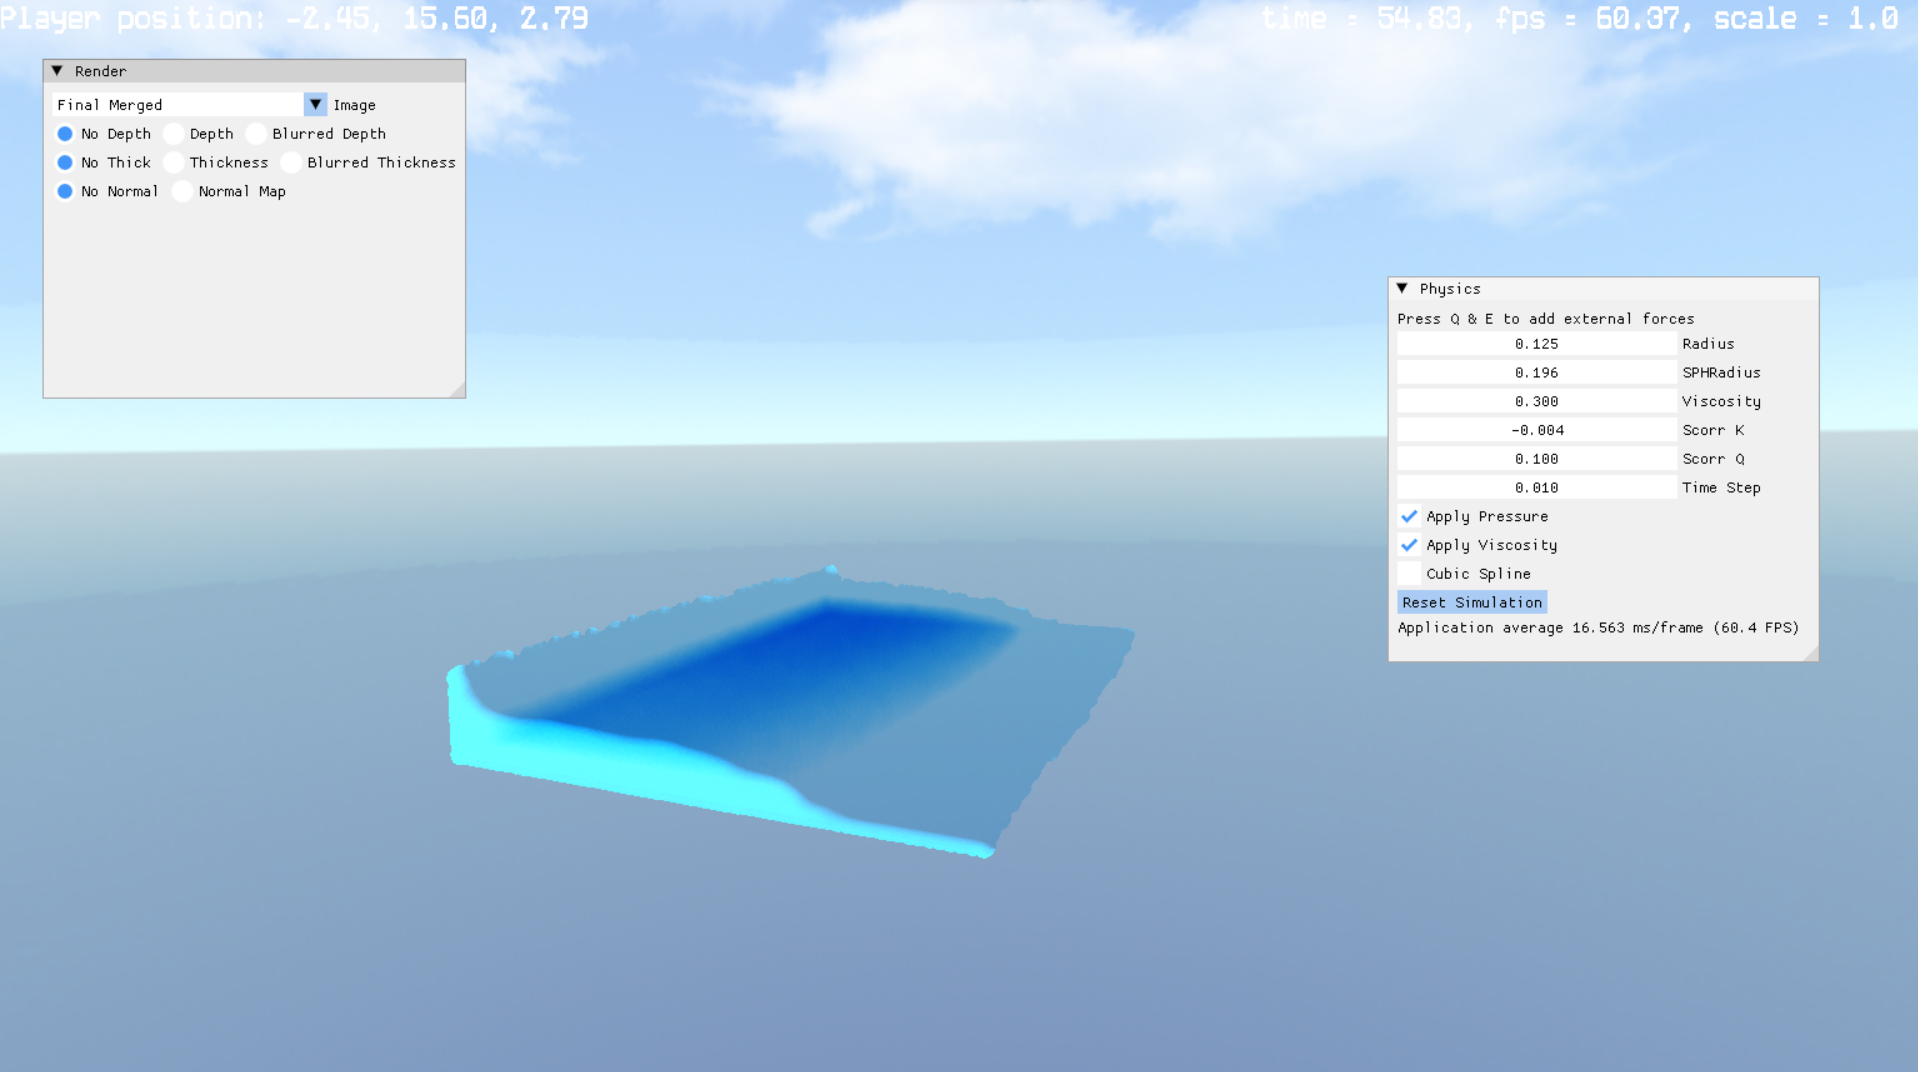 Player position: -2.45, 15.60, 2.79
time = 54.83, fps = 60.37, scale = 1.0
Render
Final Merged Image
No Depth Depth Blurred Depth
No Thick Thickness Blurred Thickness
No Normal Normal Map
Physics
Press Q & E to add external forces
0.125 Radius
0.196 SPHRadius
0.300 Viscosity
-0.004 Scorr K
0.100 Scorr Q
0.010 Time Step
Apply Pressure
Apply Viscosity
Cubic Spline
Reset Simulation
Application average 16.563 ms/frame (60.4 FPS)